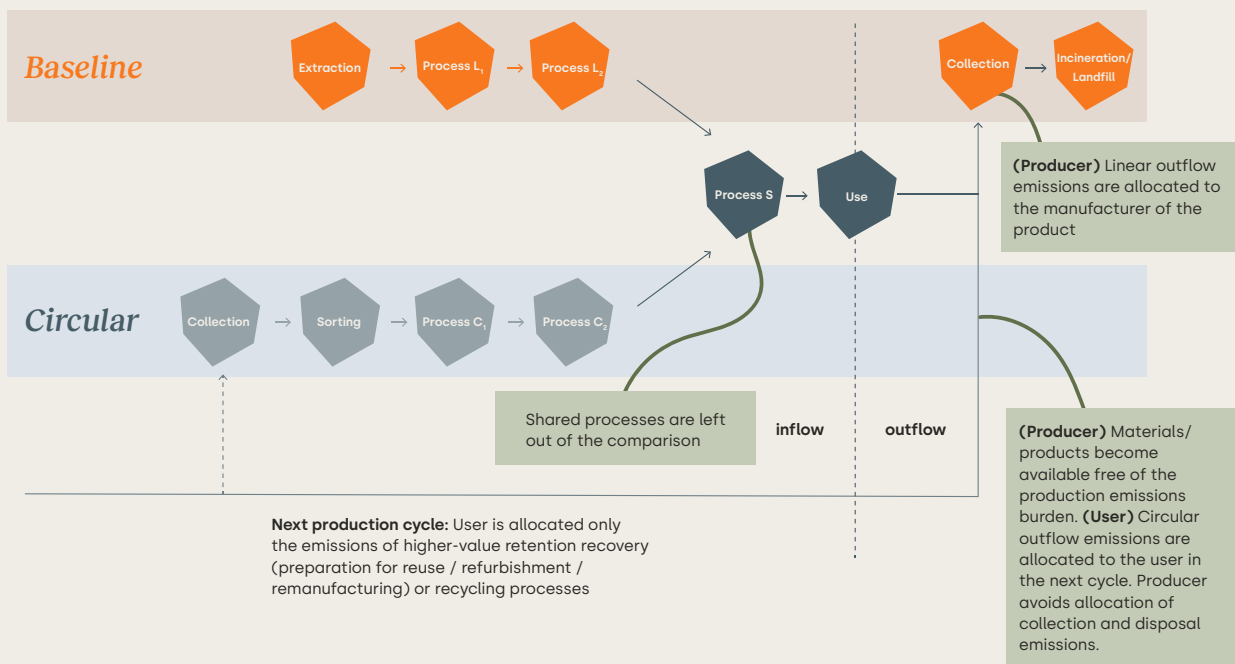 Baseline
Extraction
Process L1
Process L2
Collection
Incineration/
Landfill
(Producer) Linear outflow
emissions are allocated to
the manufacturer of the
product
Process S
Use
Circular
Collection
Sorting
Process C1
Process C2
Shared processes are left
out of the comparison
inflow
outflow
(Producer) Materials/
products become
available free of the
production emissions
burden. (User) Circular
outflow emissions are
allocated to the user in
the next cycle. Producer
avoids allocation of
collection and disposal
emissions.
Next production cycle: User is allocated only
the emissions of higher-value retention recovery
(preparation for reuse / refurbishment /
remanufacturing) or recycling processes